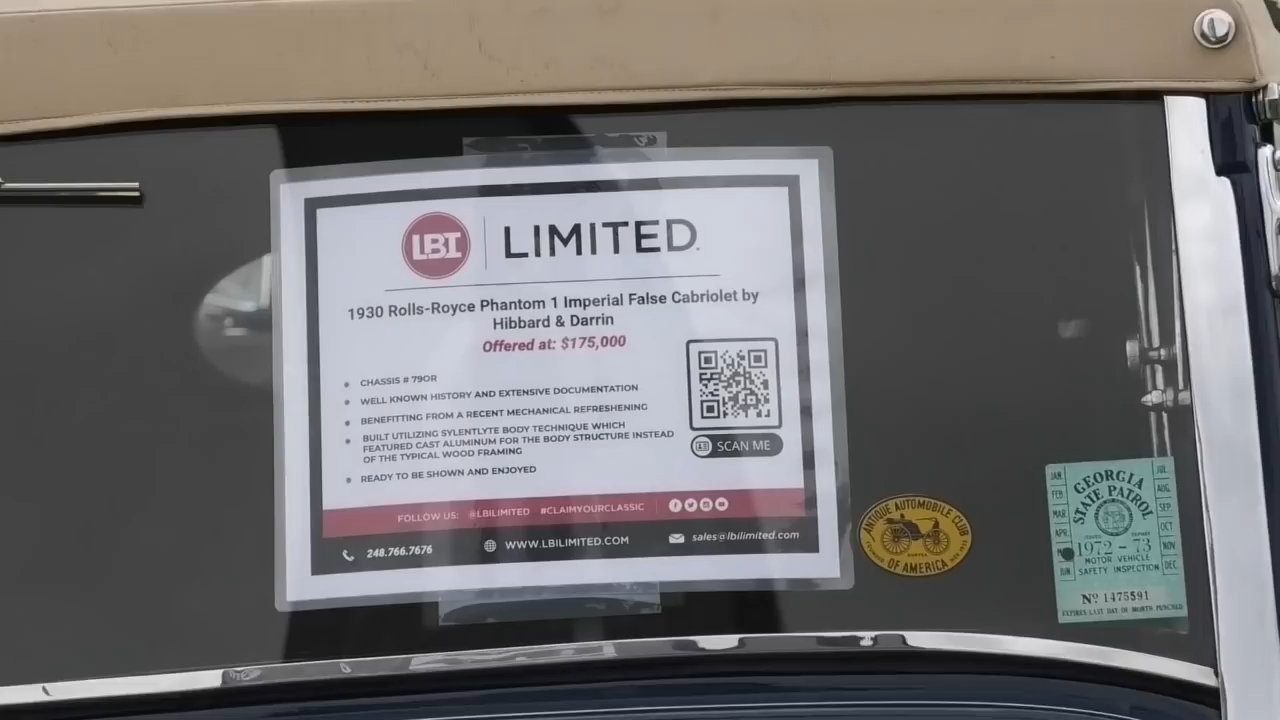 LBI LIMITED.
1930 Rolls-Royce Phantom 1 Imperial False Cabriolet by
Hibbard & Darrin
Offered at: $175,000
CHASSIS # 79OR
WELL KNOWN HISTORY AND EXTENSIVE DOCUMENTATION
BENEFITTING FROM A RECENT MECHANICAL REFRESHENING
BUILT UTILIZING SYLENTLYTE BODY TECHNIQUE WHICH
FEATURED CAST ALUMINUM FOR THE BODY STRUCTURE INSTEAD
OF THE TYPICAL WOOD FRAMING
READY TO BE SHOWN AND ENJOYED
SCAN ME
FOLLOW US: @LBILIMITED #CLAIMYOURCLASSIC
248.766.7676 WWW.LBILIMITED.COM sales@lbilimited.com
ANTIQUE AUTOMOBILE CLUB
OF AMERICA
GEORGIA
STATE PATROL
JAN. JUL.
FEB. AUG.
MAR. SEP
APR. OCT
NOV
JUN. DEC.
1972 - 73
MOTOR VEHICLE
SAFETY INSPECTION
Nº 1475591
EXPIRES LAST DAY OF MONTH PUNCHED